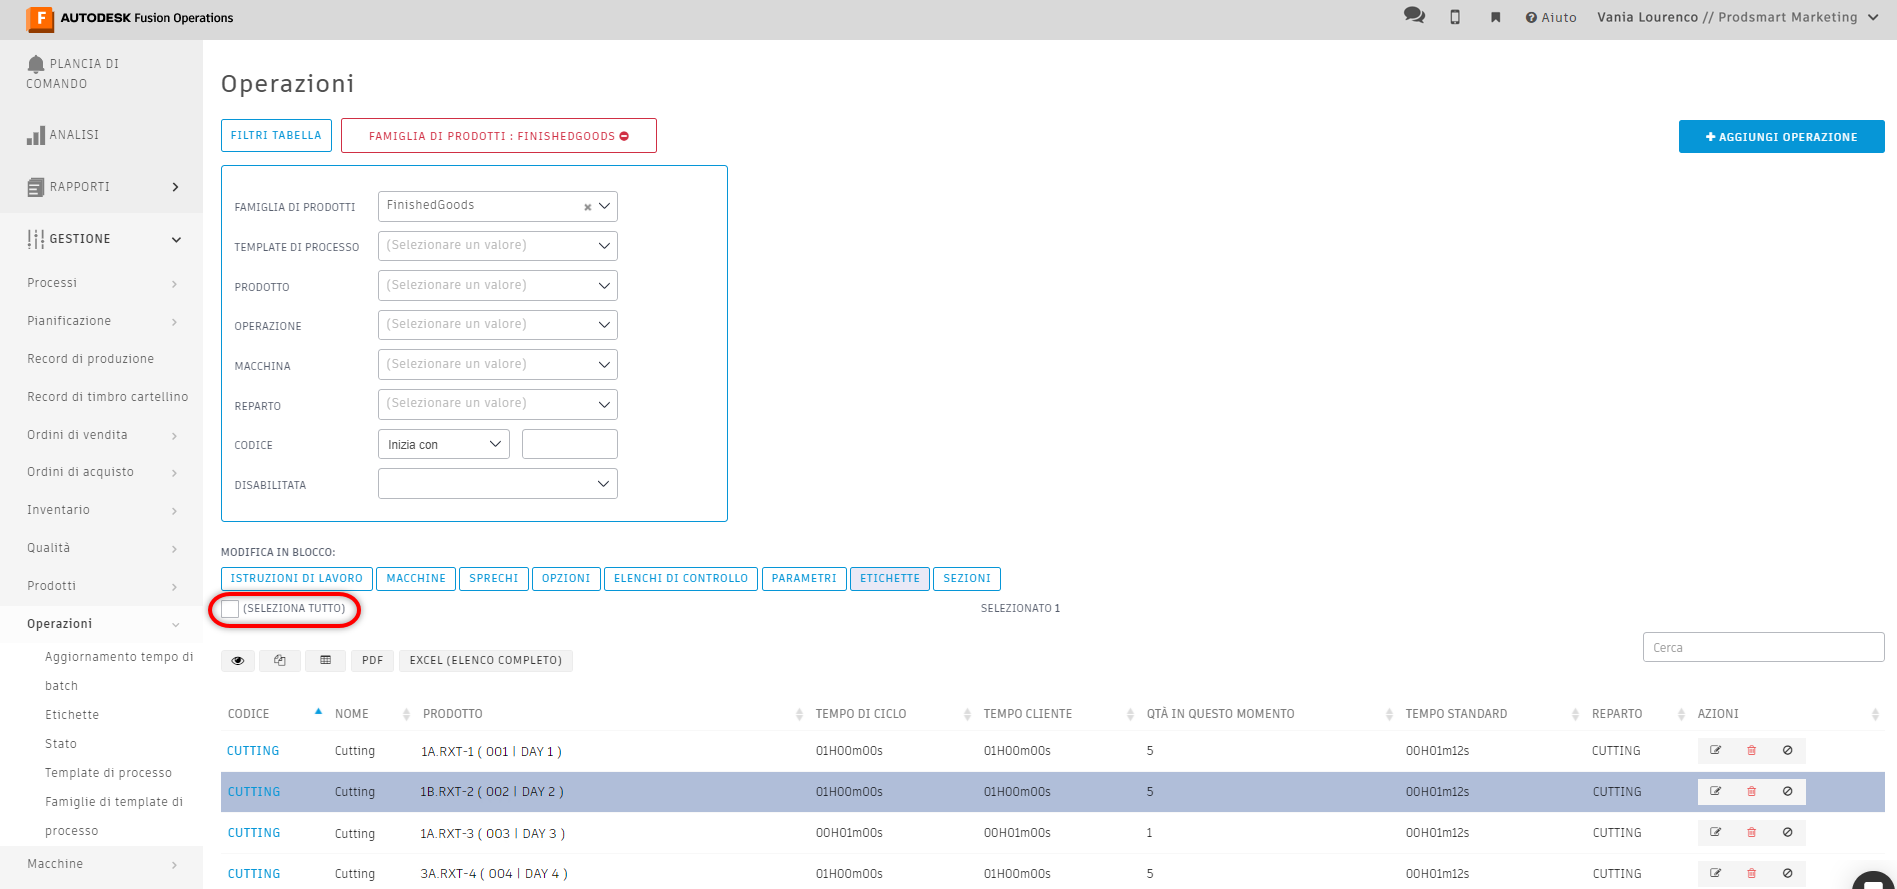 AUTODESK Fusion Operations
Aiuto
Vania Lourenco // Prodsmart Marketing
PLANCIA DI
COMANDO
ANALISI
RAPPORTI
GESTIONE
Processi
Pianificazione
Record di produzione
Record di timbro cartellino
Ordini di vendita
Ordini di acquisto
Inventario
Qualità
Prodotti
Operazioni
Aggiornamento tempo di
batch
Etichette
Stato
Template di processo
Famiglie di template di
processo
Macchine
Operazioni
FILTRI TABELLA
FAMIGLIA DI PRODOTTI : FINISHEDGOODS
AGGIUNGI OPERAZIONE
FAMIGLIA DI PRODOTTI FinishedGoods
TEMPLATE DI PROCESSO (Selezionare un valore)
PRODOTTO (Selezionare un valore)
OPERAZIONE (Selezionare un valore)
MACCHINA (Selezionare un valore)
REPARTO (Selezionare un valore)
CODICE Inizia con
DISABILITATA
MODIFICA IN BLOCCO:
ISTRUZIONI DI LAVORO MACCHINE SPRECHI OPZIONI ELENCHI DI CONTROLLO PARAMETRI ETICHETTE SEZIONI
(SELEZIONA TUTTO) SELEZIONATO 1
Cerca
PDF EXCEL (ELENCO COMPLETO)
CODICE NOME PRODOTTO TEMPO DI CICLO TEMPO CLIENTE QTÀ IN QUESTO MOMENTO TEMPO STANDARD REPARTO AZIONI
CUTTING Cutting 1A.RXT-1 ( 001 | DAY 1 ) 01H00m00s 01H00m00s 5 00H01m12s CUTTING
CUTTING Cutting 1B.RXT-2 ( 002 | DAY 2 ) 01H00m00s 01H00m00s 5 00H01m12s CUTTING
CUTTING Cutting 1A.RXT-3 ( 003 | DAY 3 ) 00H01m00s 00H01m00s 1 00H01m12s CUTTING
CUTTING Cutting 3A.RXT-4 ( 004 | DAY 4 ) 01H00m00s 01H00m00s 5 00H01m12s CUTTING